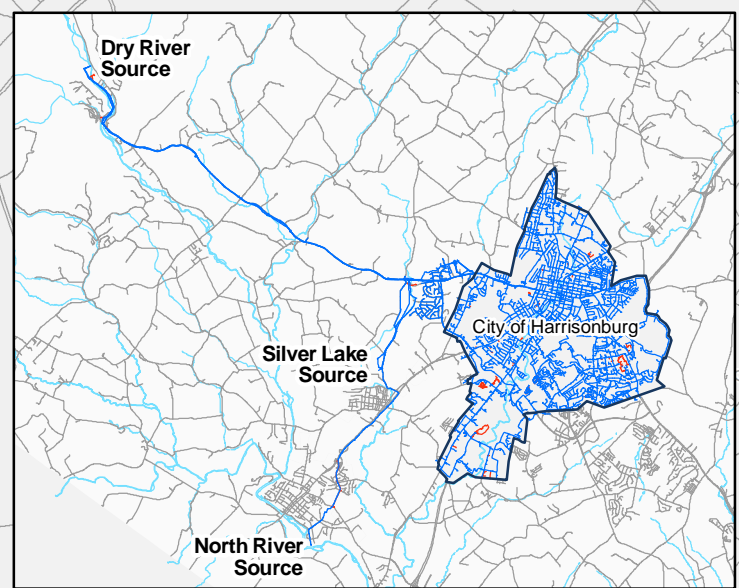 Dry River
Source
City of Harrisonburg
Silver Lake
Source
North River
Source